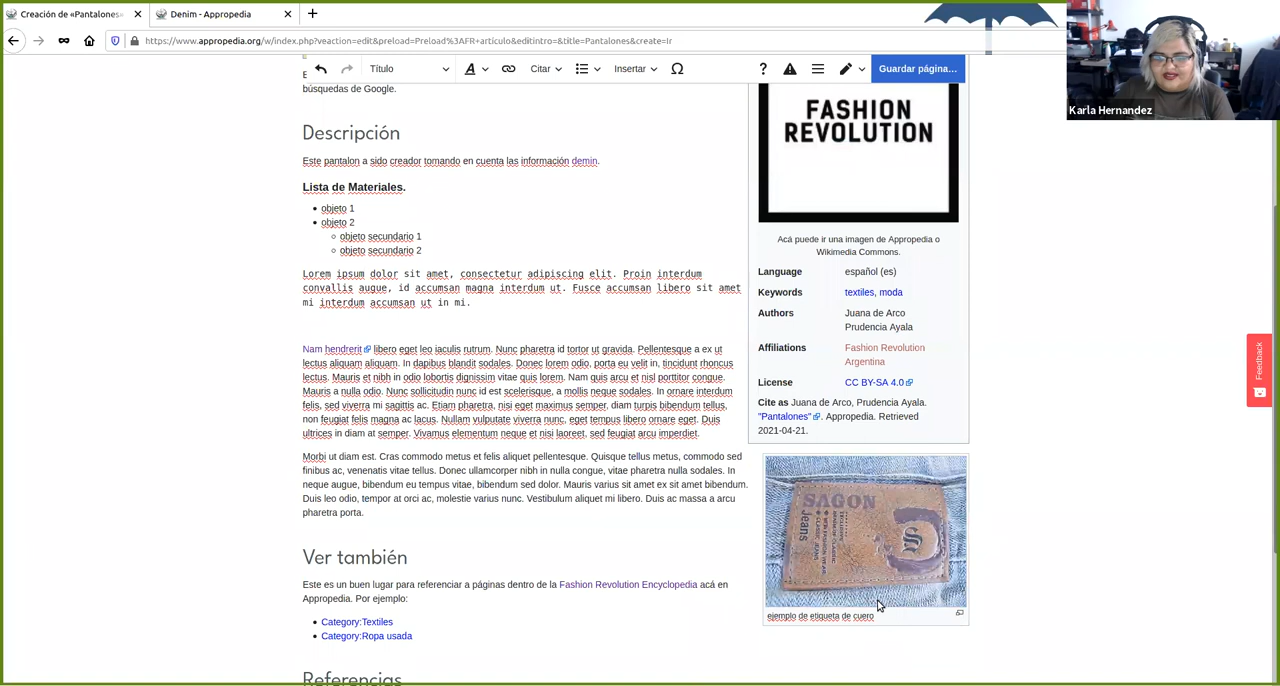 Creación de «Pantalones»
Denim - Appropedia
https://www.appropedia.org/w/index.php?veaction=edit&preload=Preload%3AFR+articulo&editintro=&title=Pantalones&create=Ir
Karla Hernandez
Título
Citar
Insertar
Ω
?
Guardar página...
búsquedas de Google.
Descripción
Este pantalon a sido creador tomando en cuenta las información demin.
Lista de Materiales.
objeto 1
objeto 2
objeto secundario 1
objeto secundario 2
Lorem ipsum dolor sit amet, consectetur adipiscing elit. Proin interdum
convallis augue, id accumsan magna interdum ut. Fusce accumsan libero sit amet
mi interdum accumsan ut in mi.
Nam hendrerit libero eget leo iaculis rutrum. Nunc pharetra id tortor ut gravida. Pellentesque a ex ut
lectus aliquam aliquam. In dapibus blandit sodales. Donec lorem odio, porta eu velit in, tincidunt rhoncus
lectus. Mauris et nibh in odio lobortis dignissim vitae quis lorem. Nam quis arcu et nisl porttitor congue.
Mauris a nulla odio. Nunc sollicitudin nunc id est scelerisque, a mollis neque sodales. In ornare interdum
felis, sed viverra mi sagittis ac. Etiam pharetra, nisi eget maximus semper, diam turpis bibendum tellus,
non feugiat felis magna ac lacus. Nullam vulputate viverra nunc, eget tempus libero ornare eget. Duis
ultrices in diam at semper. Vivamus elementum neque et nisi laoreet, sed feugiat arcu imperdiet.
Morbi ut diam est. Cras commodo metus et felis aliquet pellentesque. Quisque tellus metus, commodo sed
finibus ac, venenatis vitae tellus. Donec ullamcorper nibh in nulla congue, vitae pharetra nulla sodales. In
neque augue, bibendum eu tempus vitae, bibendum sed dolor. Mauris varius sit amet ex sit amet bibendum.
Duis leo odio, tempor at orci ac, molestie varius nunc. Vestibulum aliquet mi libero. Duis ac massa a arcu
pharetra porta.
Ver también
Este es un buen lugar para referenciar a páginas dentro de la Fashion Revolution Encyclopedia acá en
Appropedia. Por ejemplo:
Category:Textiles
Category:Ropa usada
Referencias
FASHION
REVOLUTION
Acá puede ir una imagen de Appropedia o
Wikimedia Commons.
Language español (es)
Keywords textiles, moda
Authors Juana de Arco
Prudencia Ayala
Affiliations Fashion Revolution
Argentina
License CC BY-SA 4.0
Cite as Juana de Arco, Prudencia Ayala.
"Pantalones". Appropedia. Retrieved
2021-04-21.
SAGON
Jeans
ejemplo de etiqueta de cuero
Feedback